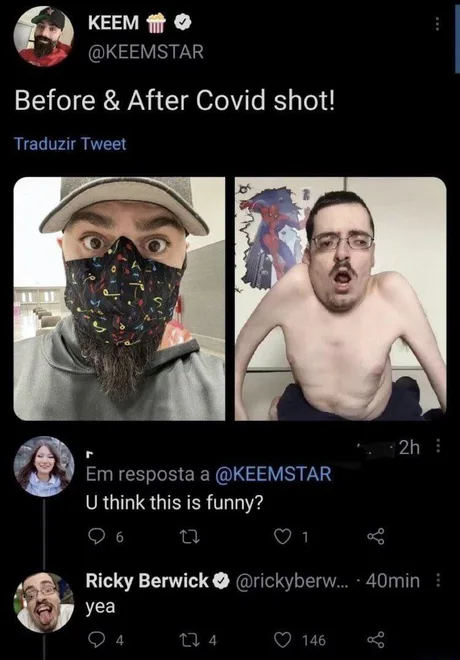 KEEM 🍿
@KEEMSTAR
Before & After Covid shot!
Traduzir Tweet
2h
Em resposta a @KEEMSTAR
U think this is funny?
6
1
Ricky Berwick @rickyberw... · 40min
yea
4
4
146